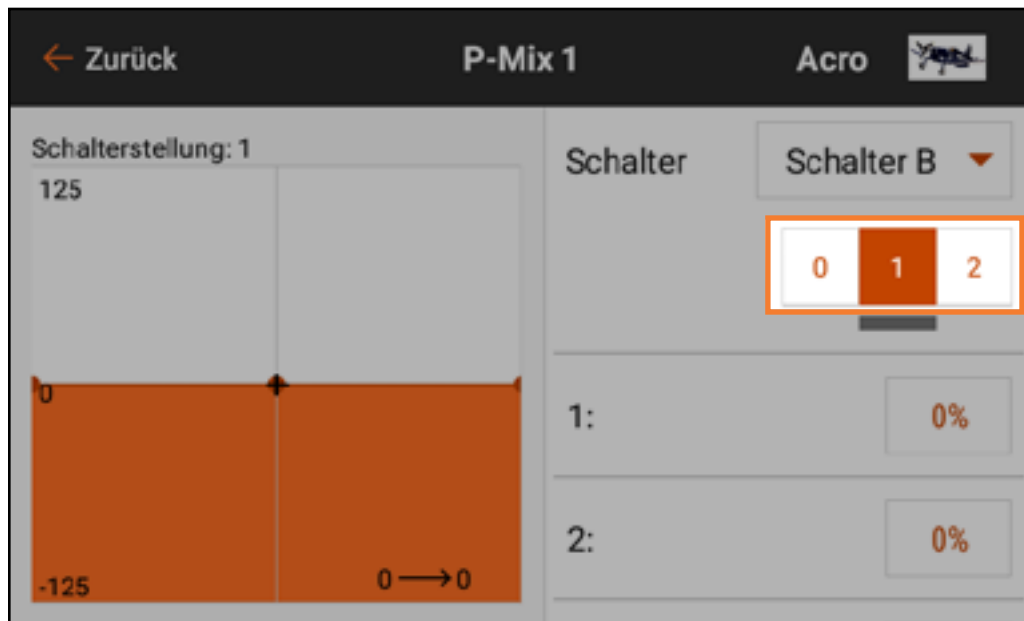 ← Zurück P-Mix 1 Acro
Schalterstellung: 1
125
0
-125
0 → 0
Schalter Schalter B
0 1 2
1: 0%
2: 0%